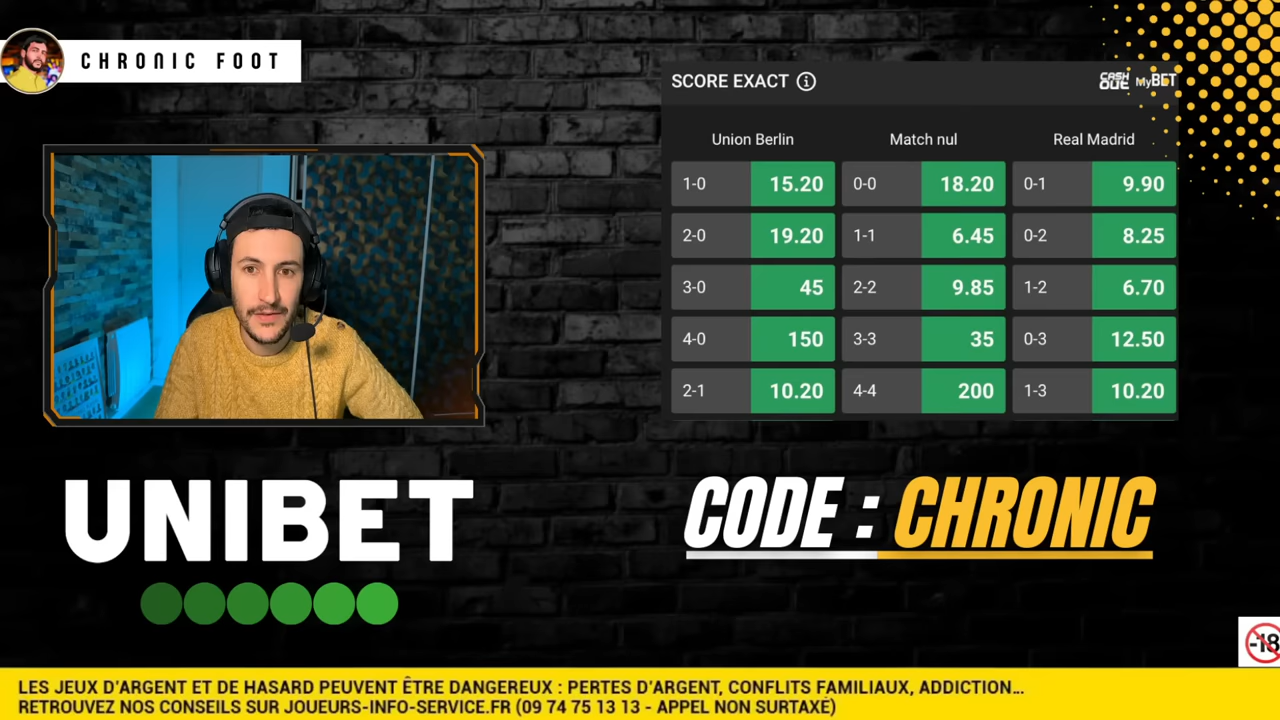 CHRONIC FOOT
SCORE EXACT i CASH OUT MyBET
Union Berlin Match nul Real Madrid
1-0 15.20 0-0 18.20 0-1 9.90
2-0 19.20 1-1 6.45 0-2 8.25
3-0 45 2-2 9.85 1-2 6.70
4-0 150 3-3 35 0-3 12.50
2-1 10.20 4-4 200 1-3 10.20
UNIBET
CODE : CHRONIC
-18
LES JEUX D'ARGENT ET DE HASARD PEUVENT ÊTRE DANGEREUX : PERTES D'ARGENT, CONFLITS FAMILIAUX, ADDICTION...
RETROUVEZ NOS CONSEILS SUR JOUEURS-INFO-SERVICE.FR (09 74 75 13 13 - APPEL NON SURTAXÉ)